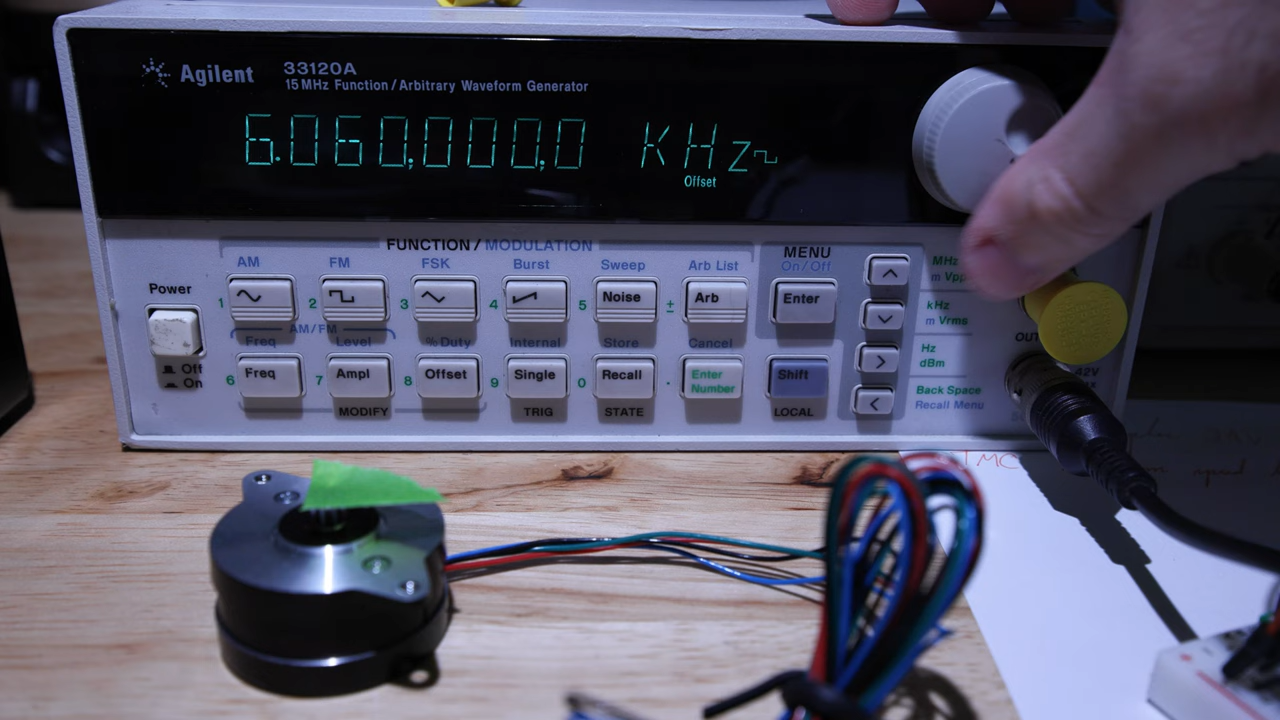 Agilent
33120A
15 MHz Function / Arbitrary Waveform Generator
6.060,000,0 KHz
Offset
FUNCTION / MODULATION
AM FM FSK Burst Sweep Arb List
MENU
On/Off
Power
1 2 3 4 5 Noise ± Arb Enter
AM/FM
Freq Level % Duty Internal Store Cancel
Off
On
6 Freq 7 Ampl 8 Offset 9 Single 0 Recall . Enter Number Shift
MODIFY TRIG STATE LOCAL
MHz
m Vpp
kHz
m Vrms
Hz
dBm
Back Space
Recall Menu
42V